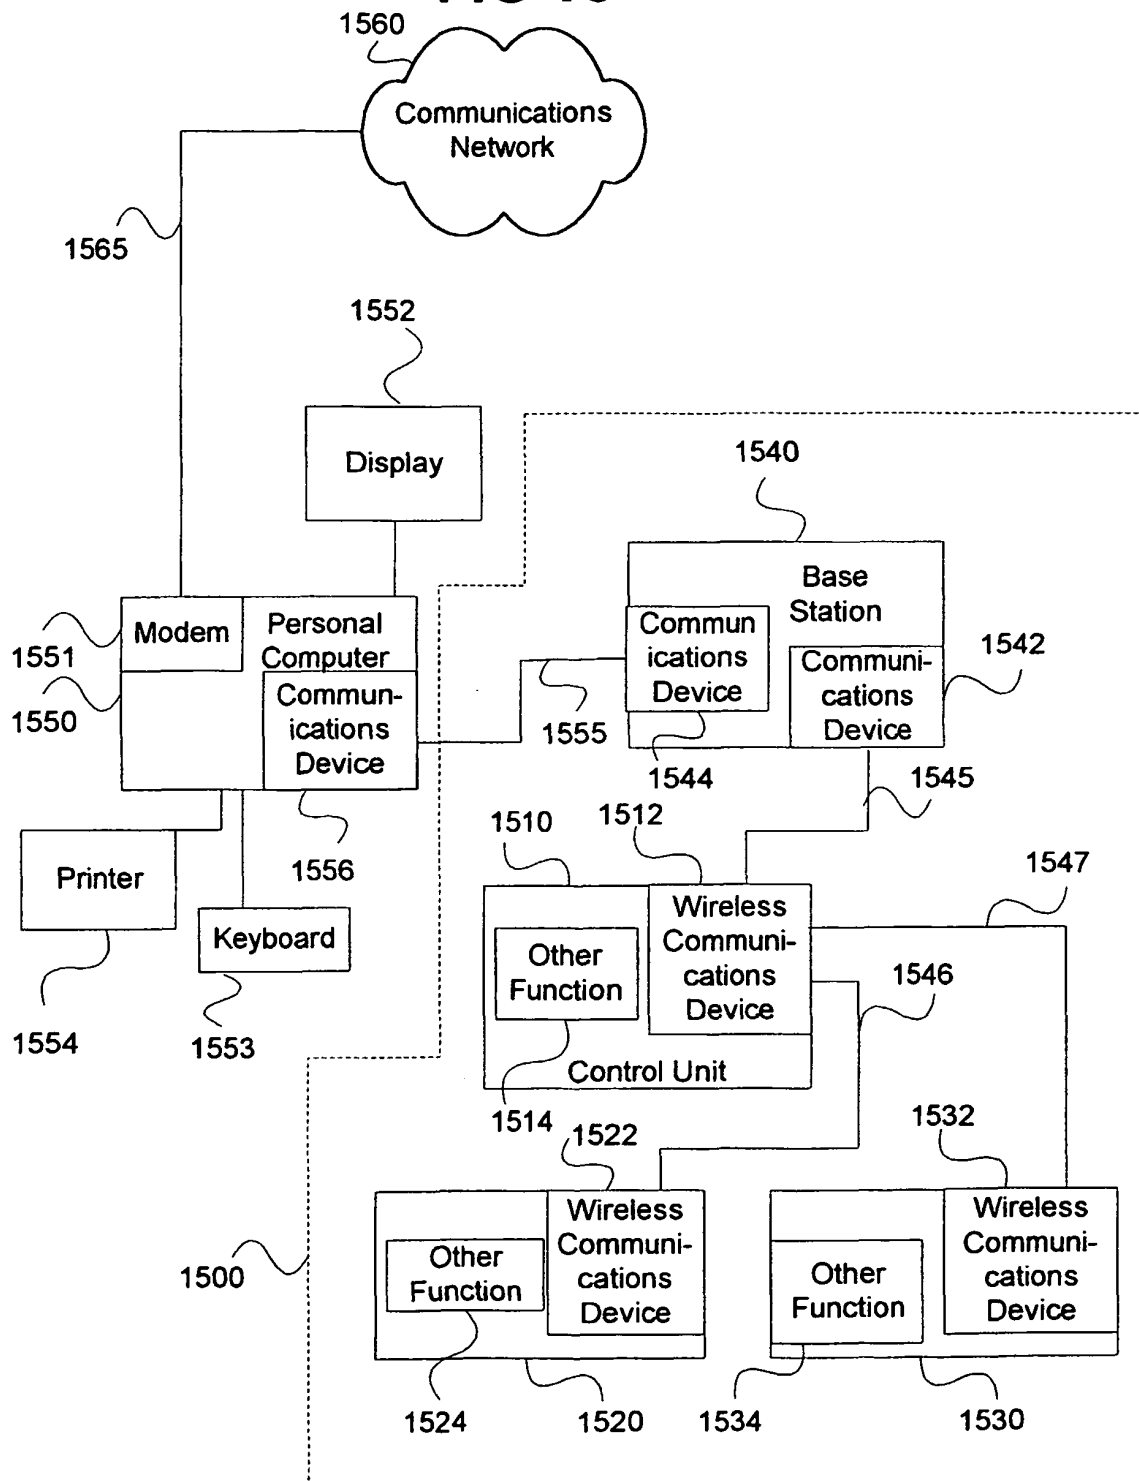 1560
Communications
Network
1565
1552
Display
1540
Base
Station
Commun
ications
Device
Communi-
cations
Device
1542
1551
Modem
Personal
Computer
1550
Commun-
ications
Device
1555
1544
1545
1510
1512
1556
Printer
Keyboard
1554
1553
Wireless
Communi-
cations
Device
Other
Function
Control Unit
1547
1546
1514
1522
1532
1500
Other
Function
Wireless
Communi-
cations
Device
Other
Function
Wireless
Communi-
cations
Device
1524
1520
1534
1530